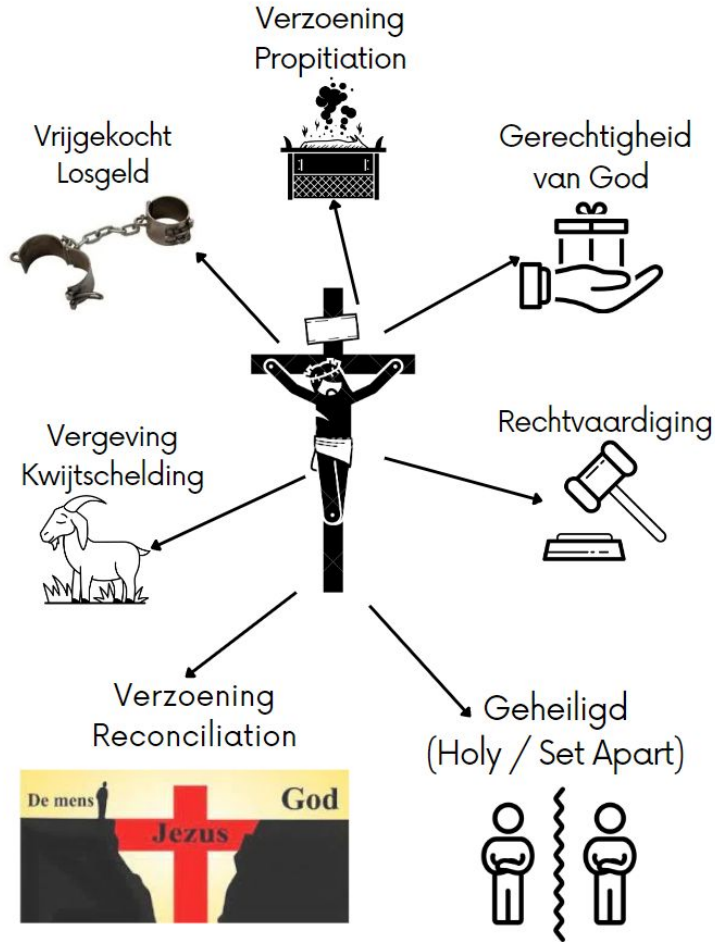 Verzoening
Propitiation
Vrijgekocht
Losgeld
Gerechtigheid
van God
Vergeving
Kwijtschelding
Rechtvaardiging
Verzoening
Reconciliation
Geheiligd
(Holy / Set Apart)
De mens
God
Jezus